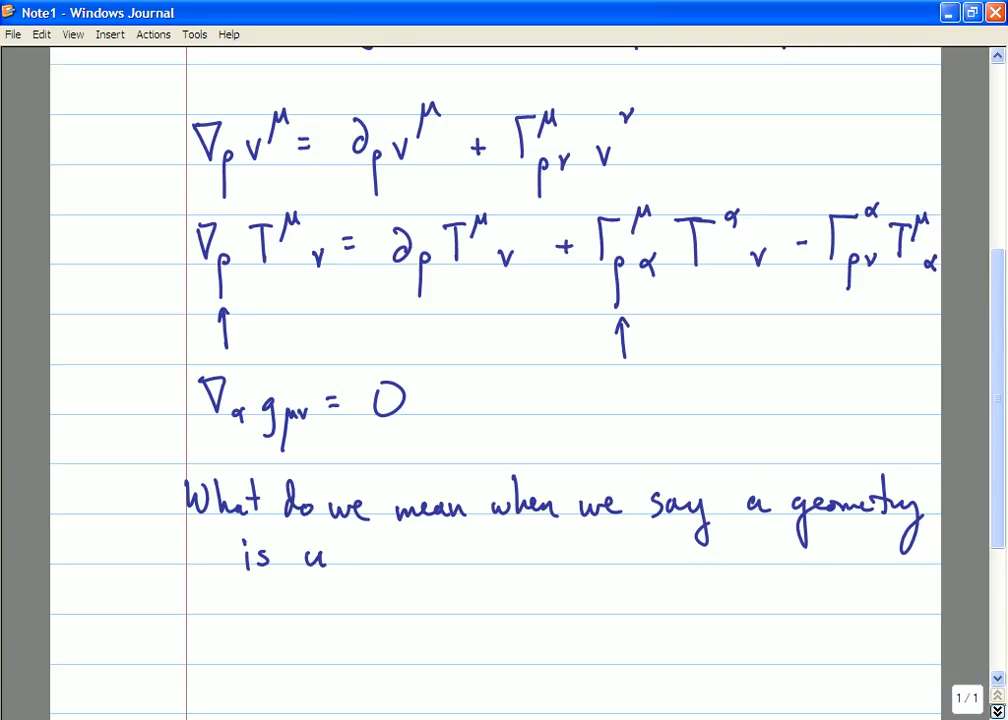 Note1 - Windows Journal
File Edit View Insert Actions Tools Help
∇ρ V^μ = ∂ρ V^μ + Γ^μ_ρν V^ν
∇ρ T^μ_ν = ∂ρ T^μ_ν + Γ^μ_ρα T^α_ν - Γ^α_ρν T^μ_α
↑ ↑
∇α gμν = 0
What do we mean when we say a geometry
is u
1/1